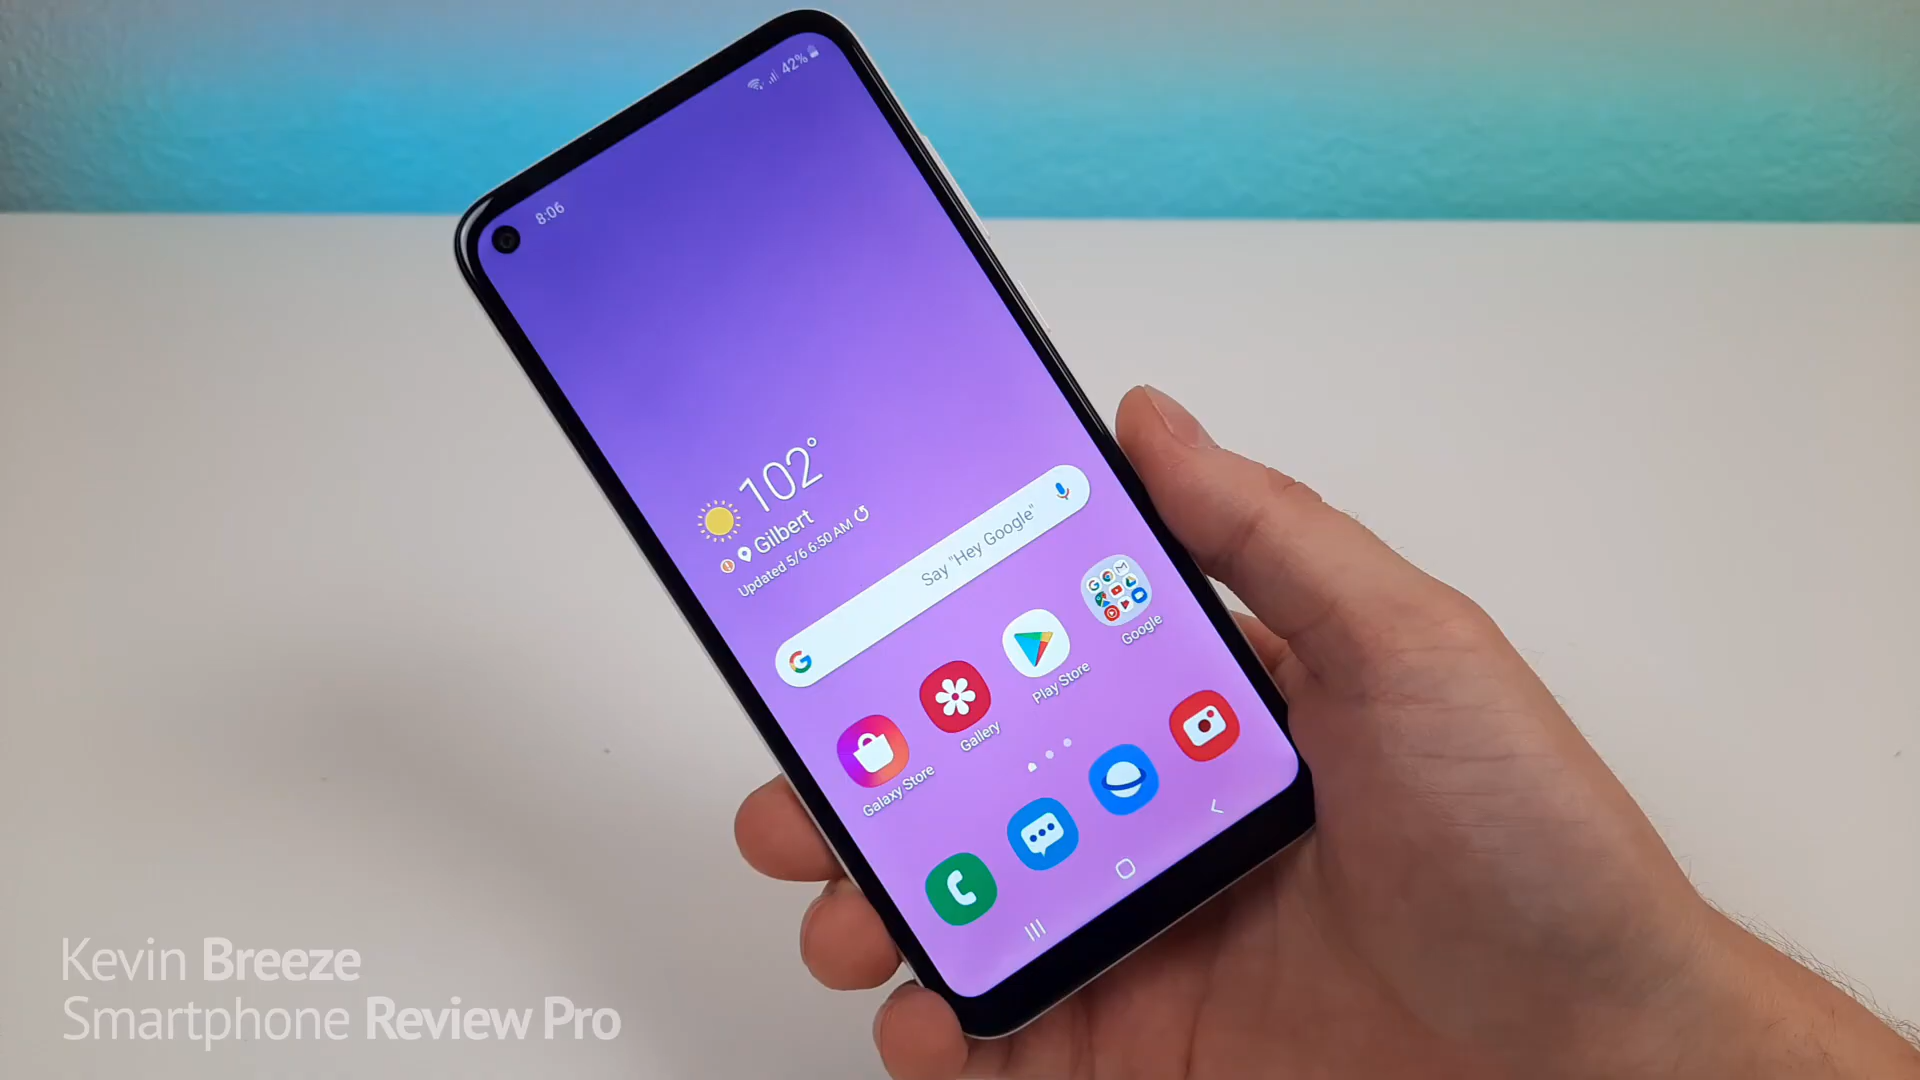 42%
8:06
102°
Gilbert
Updated 5/6 6:50 AM
Say "Hey Google"
Google
Play Store
Gallery
Galaxy Store
Kevin Breeze
Smartphone Review Pro